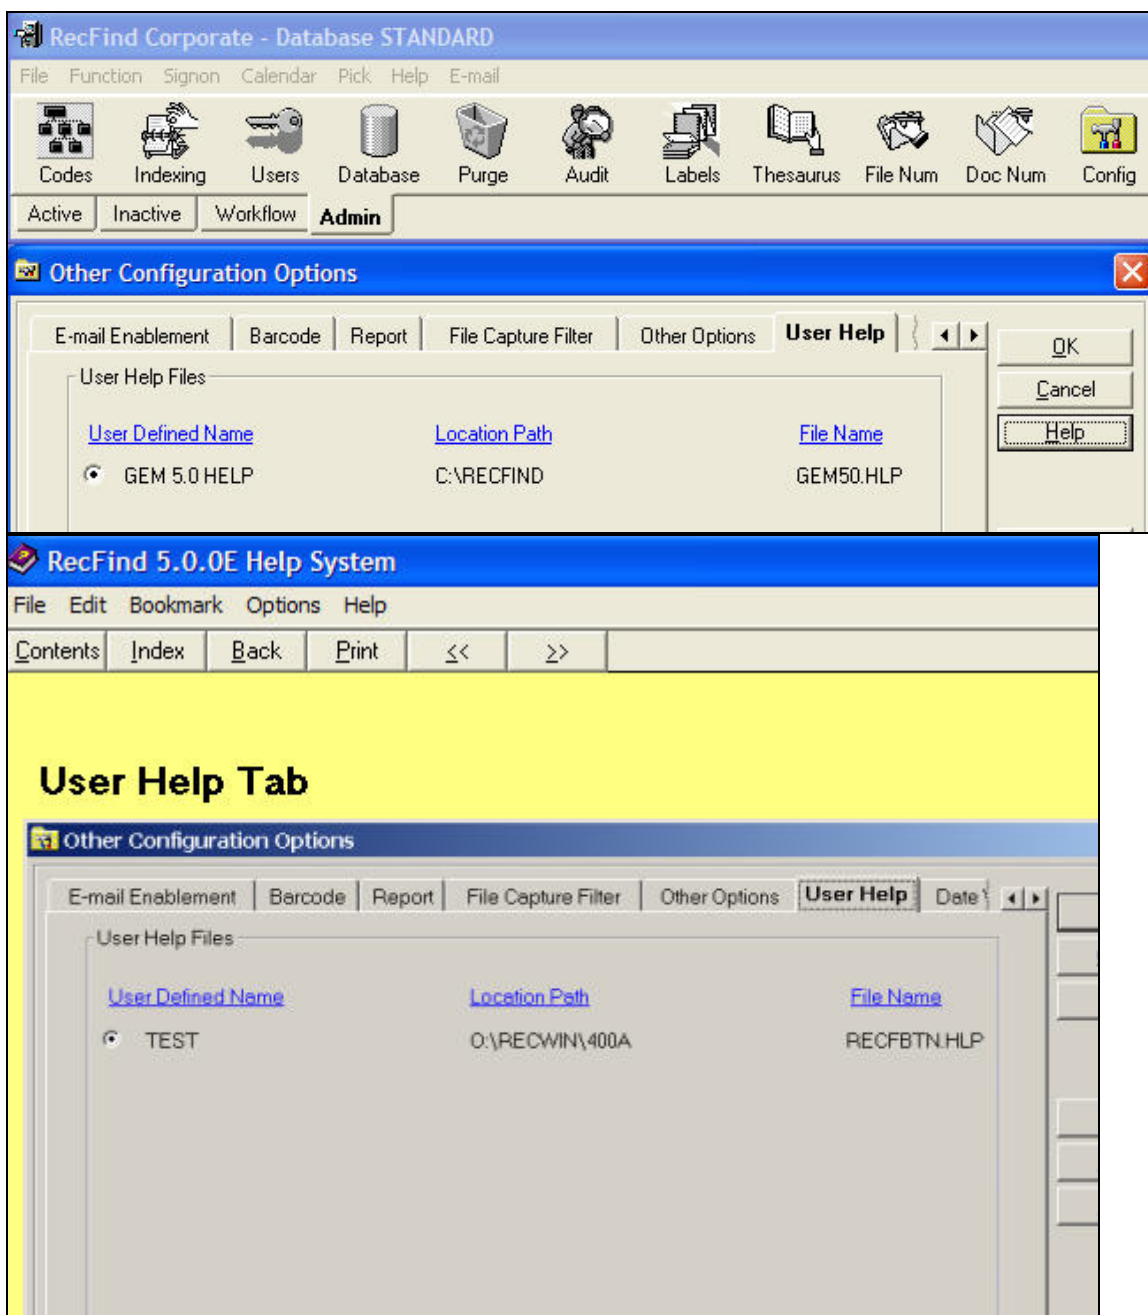 RecFind Corporate - Database STANDARD
File Function Signon Calendar Pick Help E-mail
Codes Indexing Users Database Purge Audit Labels Thesaurus File Num Doc Num Config
Active Inactive Workflow Admin
Other Configuration Options
E-mail Enablement Barcode Report File Capture Filter Other Options User Help
OK
User Help Files
Cancel
User Defined Name Location Path File Name
Help
GEM 5.0 HELP C:\RECFIND GEM50.HLP
RecFind 5.0.0E Help System
File Edit Bookmark Options Help
Contents Index Back Print << >>
User Help Tab
Other Configuration Options
E-mail Enablement Barcode Report File Capture Filter Other Options User Help Date
User Help Files
User Defined Name Location Path File Name
TEST O:\RECWIN\400A RECFBTN.HLP